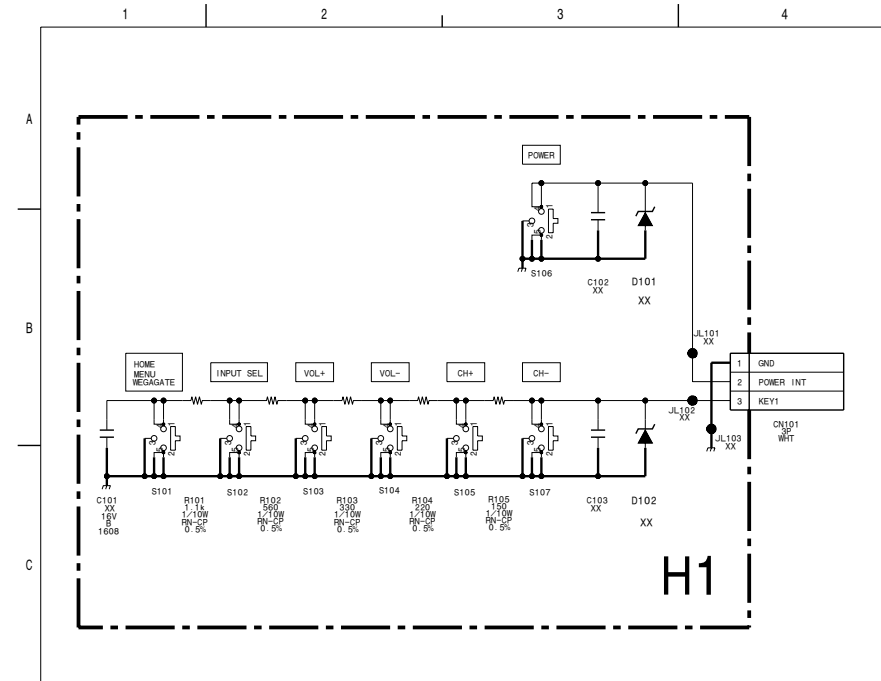 1 2 3 4
A
POWER
1
3
2
S106
C102
XX
D101
XX
B
JL101
XX
HOME
MENU
WEGAGATE
INPUT SEL
VOL+
VOL-
CH+
CH-
1 GND
2 POWER INT
3 KEY1
JL102
XX
CN101
3P
WHT
JL103
XX
C101
XX
16V
B
1608
S101
R101
1.1k
1/10W
RN-CP
0.5%
S102
R102
560
1/10W
RN-CP
0.5%
S103
R103
330
1/10W
RN-CP
0.5%
S104
R104
220
1/10W
RN-CP
0.5%
S105
R105
150
1/10W
RN-CP
0.5%
S107
C103
XX
D102
XX
C
H1